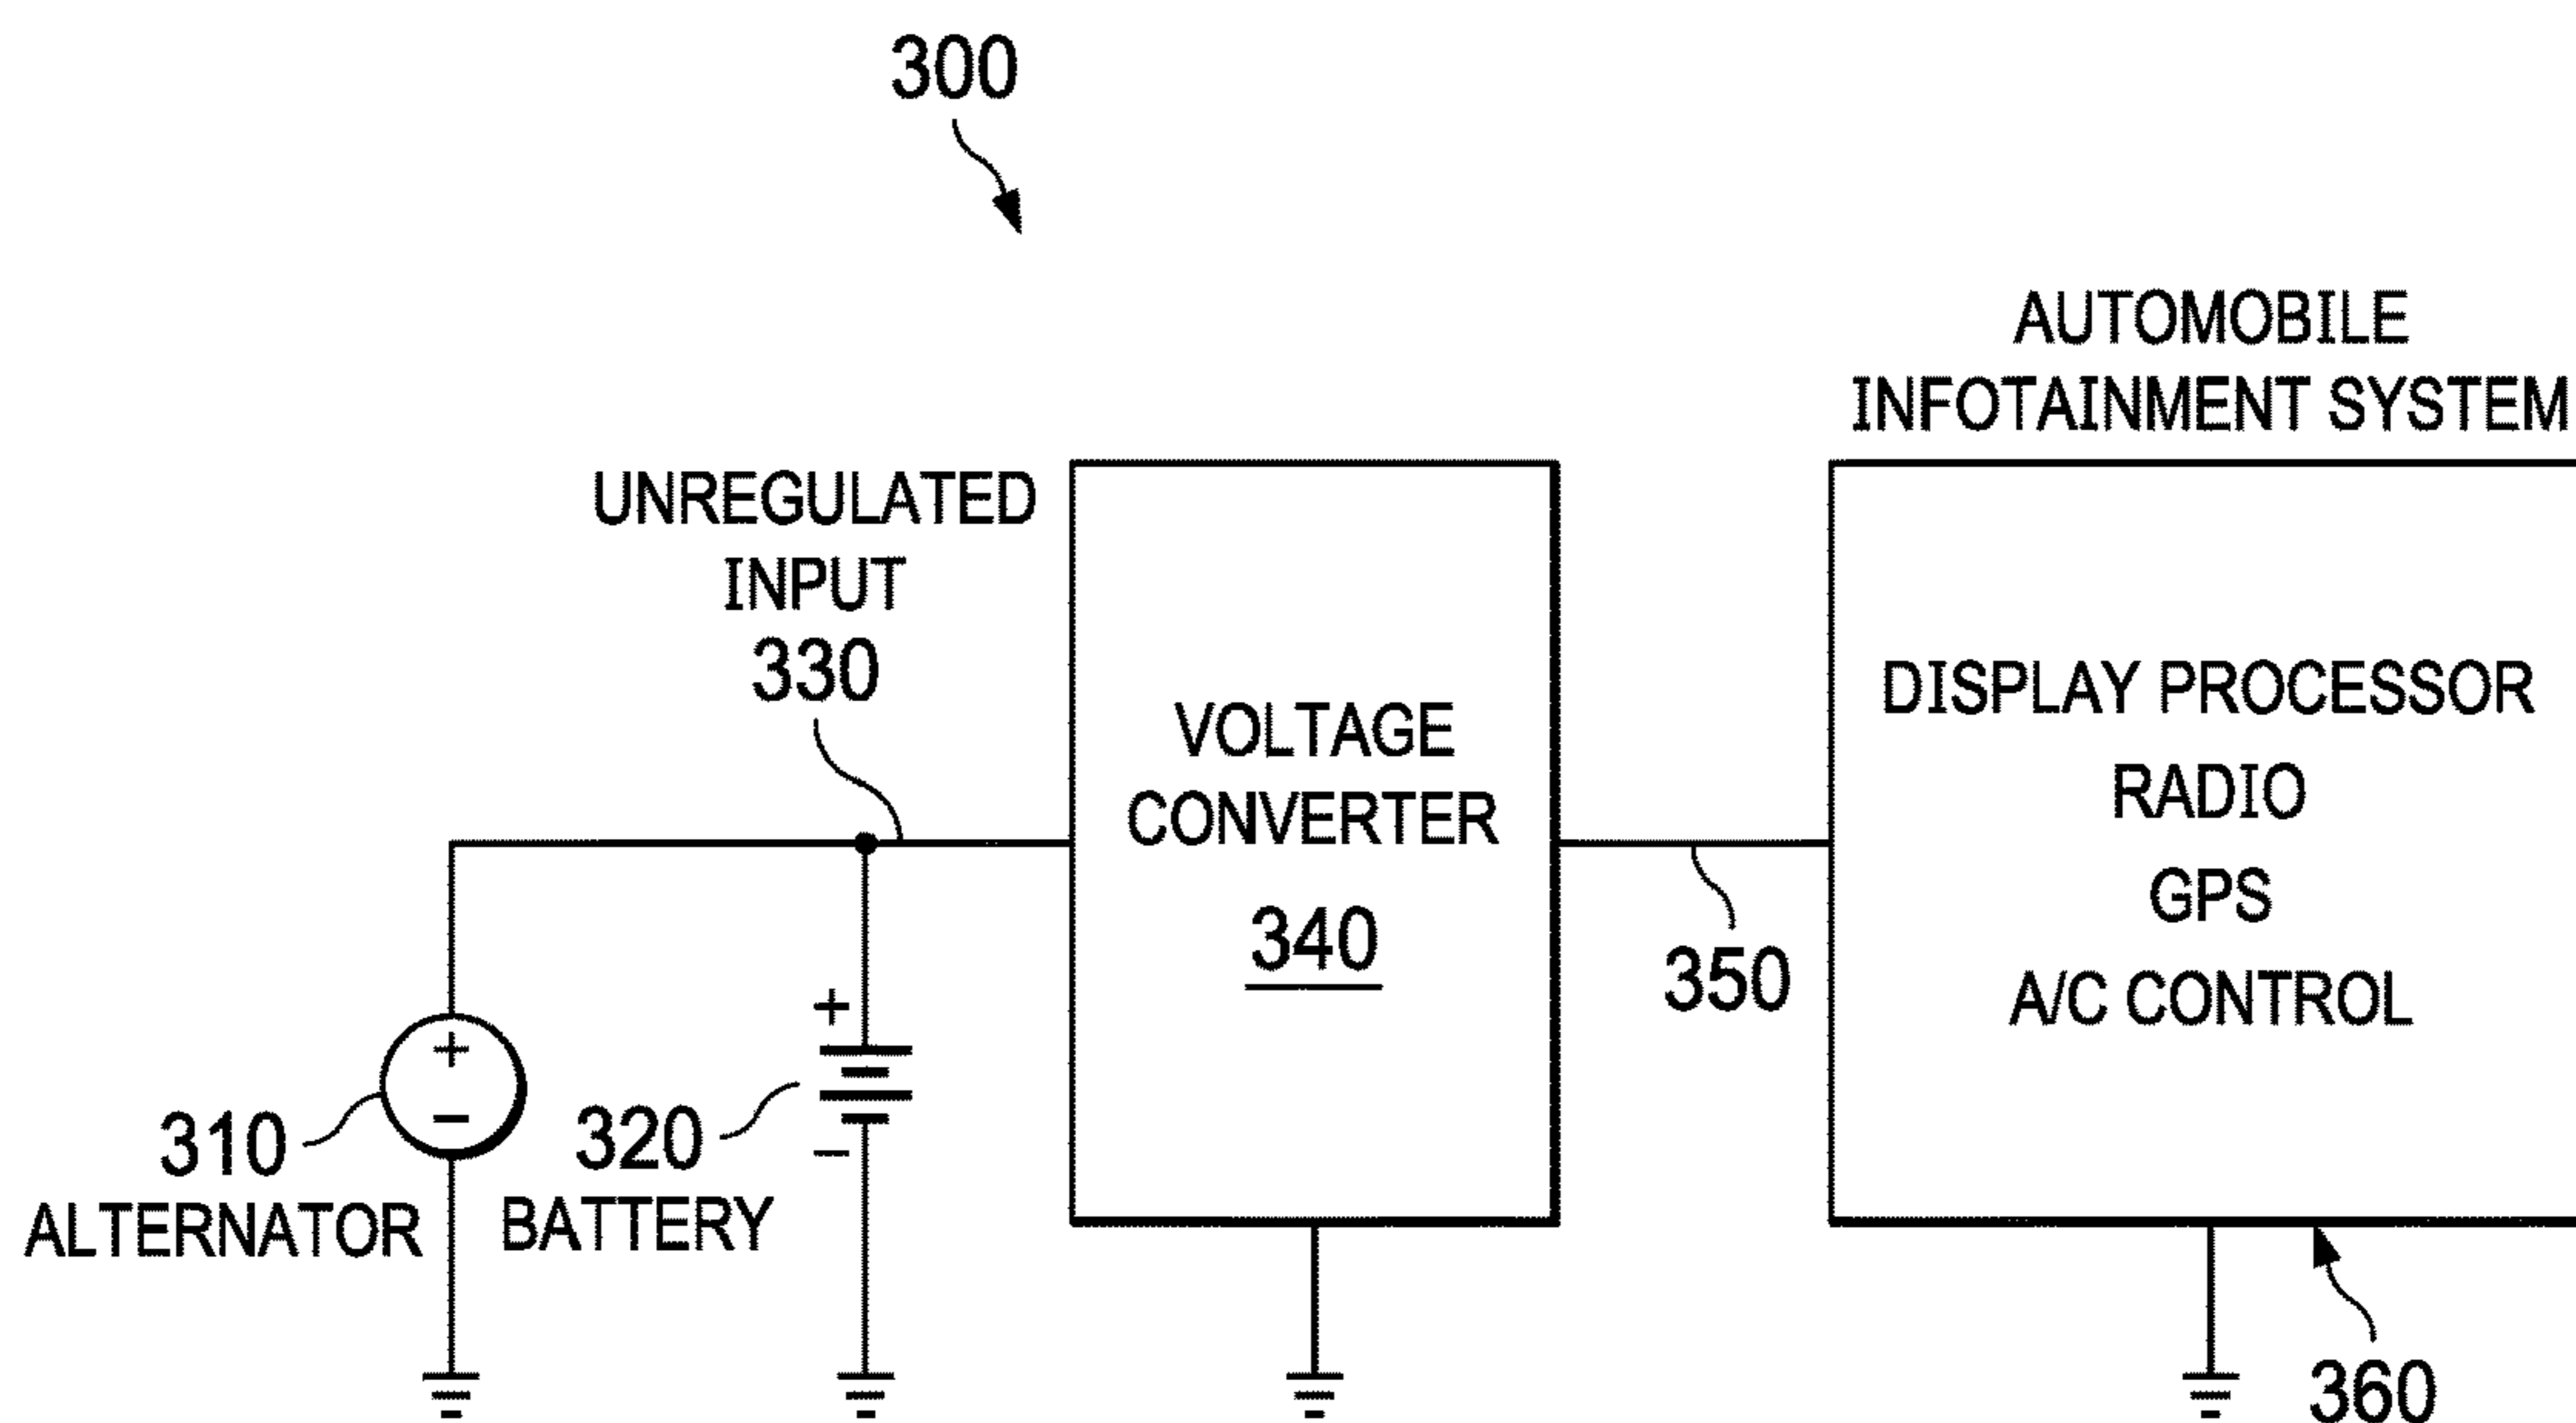 300
AUTOMOBILE
INFOTAINMENT SYSTEM
UNREGULATED
INPUT
330
VOLTAGE
CONVERTER
340
350
DISPLAY PROCESSOR
RADIO
GPS
A/C CONTROL
+
−
310
ALTERNATOR
+
−
320
BATTERY
360